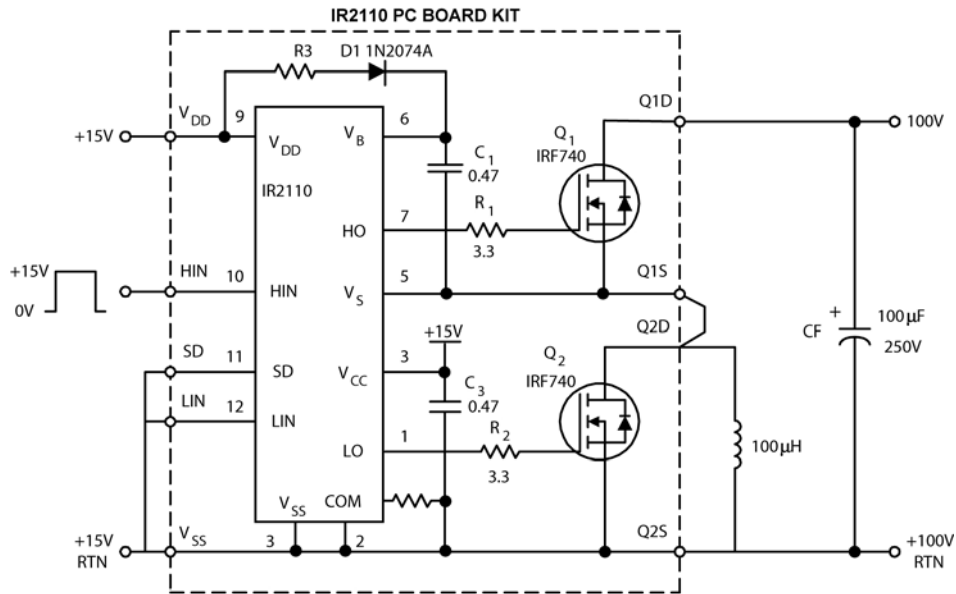 IR2110 PC BOARD KIT
R3
D1 1N2074A
Q1D
VDD
9
6
+15V
VDD
VB
100V
Q1
IRF740
C1
0.47
IR2110
R1
7
HO
3.3
+15V
0V
HIN
10
HIN
5
VS
Q1S
+15V
Q2D
+
100µF
CF
250V
SD
11
SD
3
VCC
Q2
IRF740
C3
0.47
LIN
12
LIN
R2
1
LO
3.3
100µH
VSS
COM
+15V
RTN
VSS
3
2
Q2S
+100V
RTN